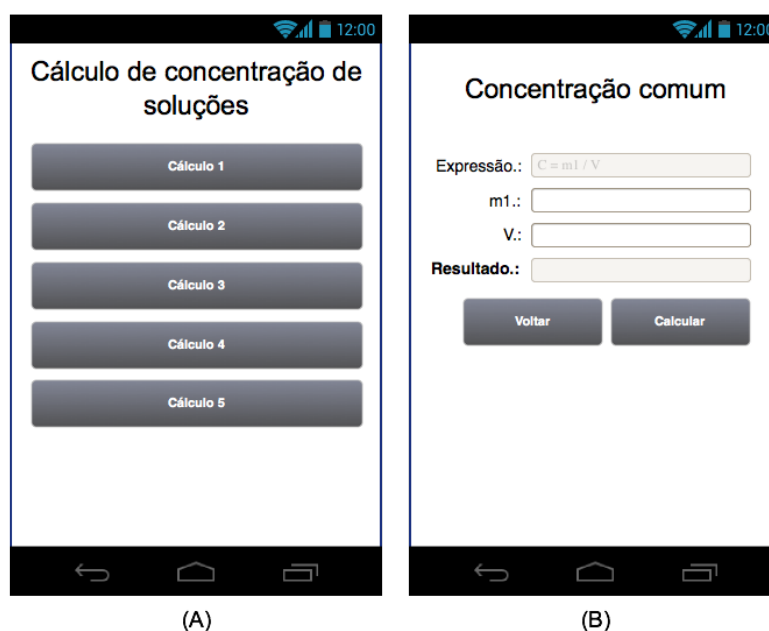 12:00
Cálculo de concentração de
soluções
Cálculo 1
Cálculo 2
Cálculo 3
Cálculo 4
Cálculo 5
(A)
12:00
Concentração comum
Expressão.: C = m1 / V
m1.:
V.:
Resultado.:
Voltar Calcular
(B)